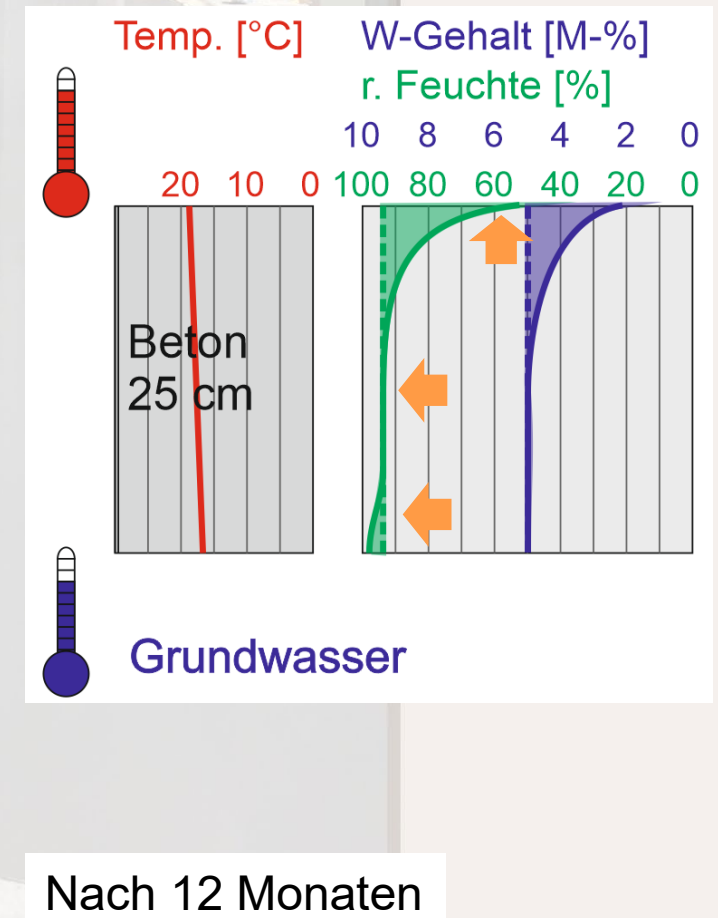 Temp. [°C]
W-Gehalt [M-%]
r. Feuchte [%]
10 8 6 4 2 0
20 10 0
100 80 60 40 20 0
Beton
25 cm
Grundwasser
Nach 12 Monaten